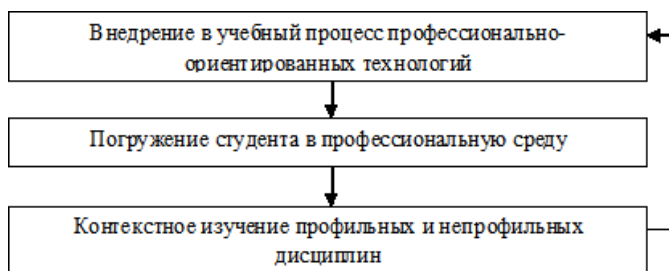 Внедрение в учебный процесс профессионально-
ориентированных технологий
Погружение студента в профессиональную среду
Контекстное изучение профильных и непрофильных
дисциплин